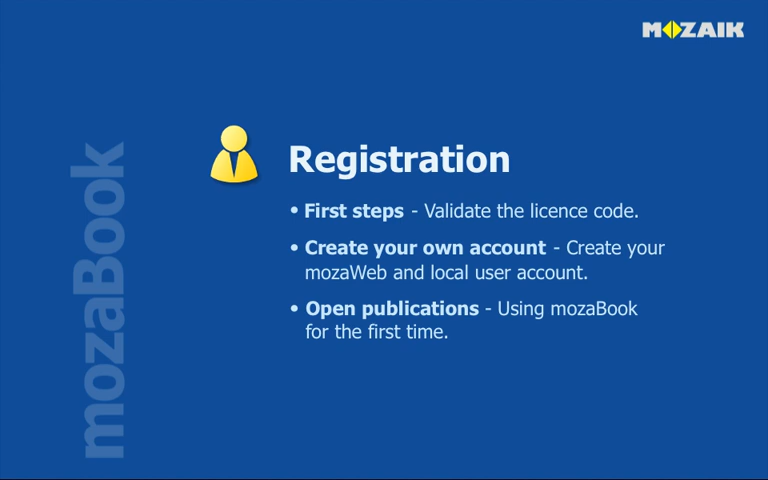 MOZAIK
mozaBook
Registration
• First steps - Validate the licence code.
• Create your own account - Create your
mozaWeb and local user account.
• Open publications - Using mozaBook
for the first time.